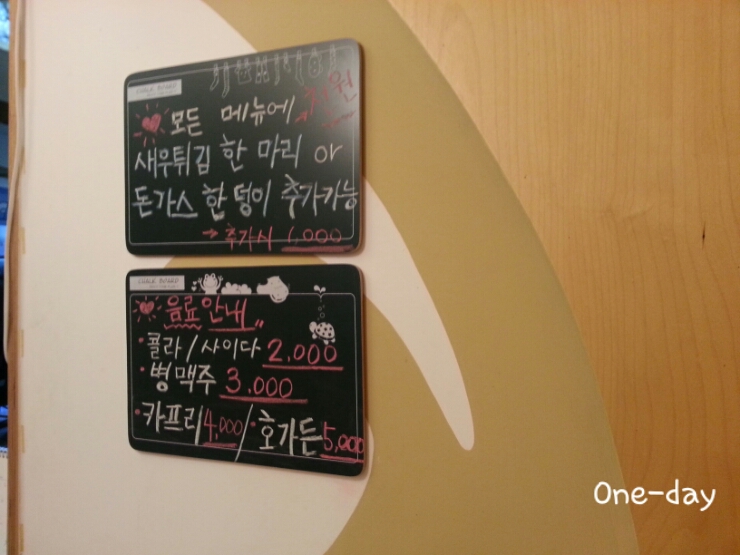 CHALK BOARD
모든 메뉴에 → 천원
새우튀김 한 마리 or
돈가스 한 덩이 추가가능
→ 추가시 1,000
CHALK BOARD
음료안내
· 콜라/사이다 2.000
· 병맥주 3.000
· 카프리 4,000/· 호가든 5,000
One-day